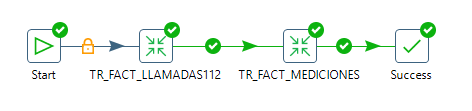 Start
TR_FACT_LLAMADAS112
TR_FACT_MEDICIONES
Success